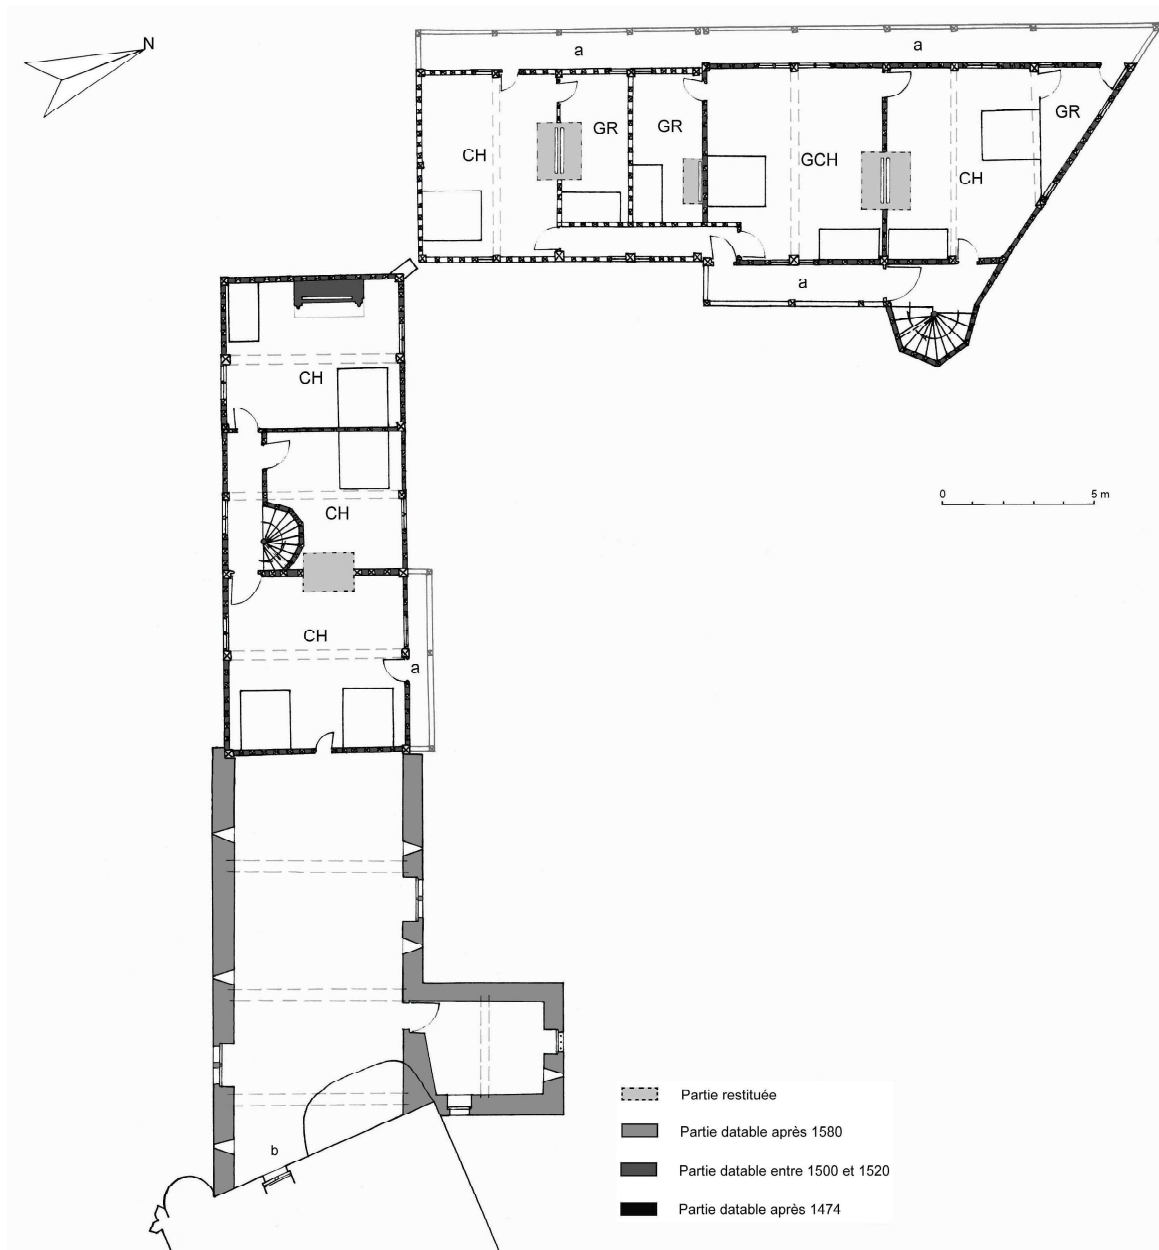 N
a
a
GR
GR
GR
CH
GCH
CH
a
CH
0
5 m
CH
CH
a
b
Partie restituée
Partie datable après 1580
Partie datable entre 1500 et 1520
Partie datable après 1474